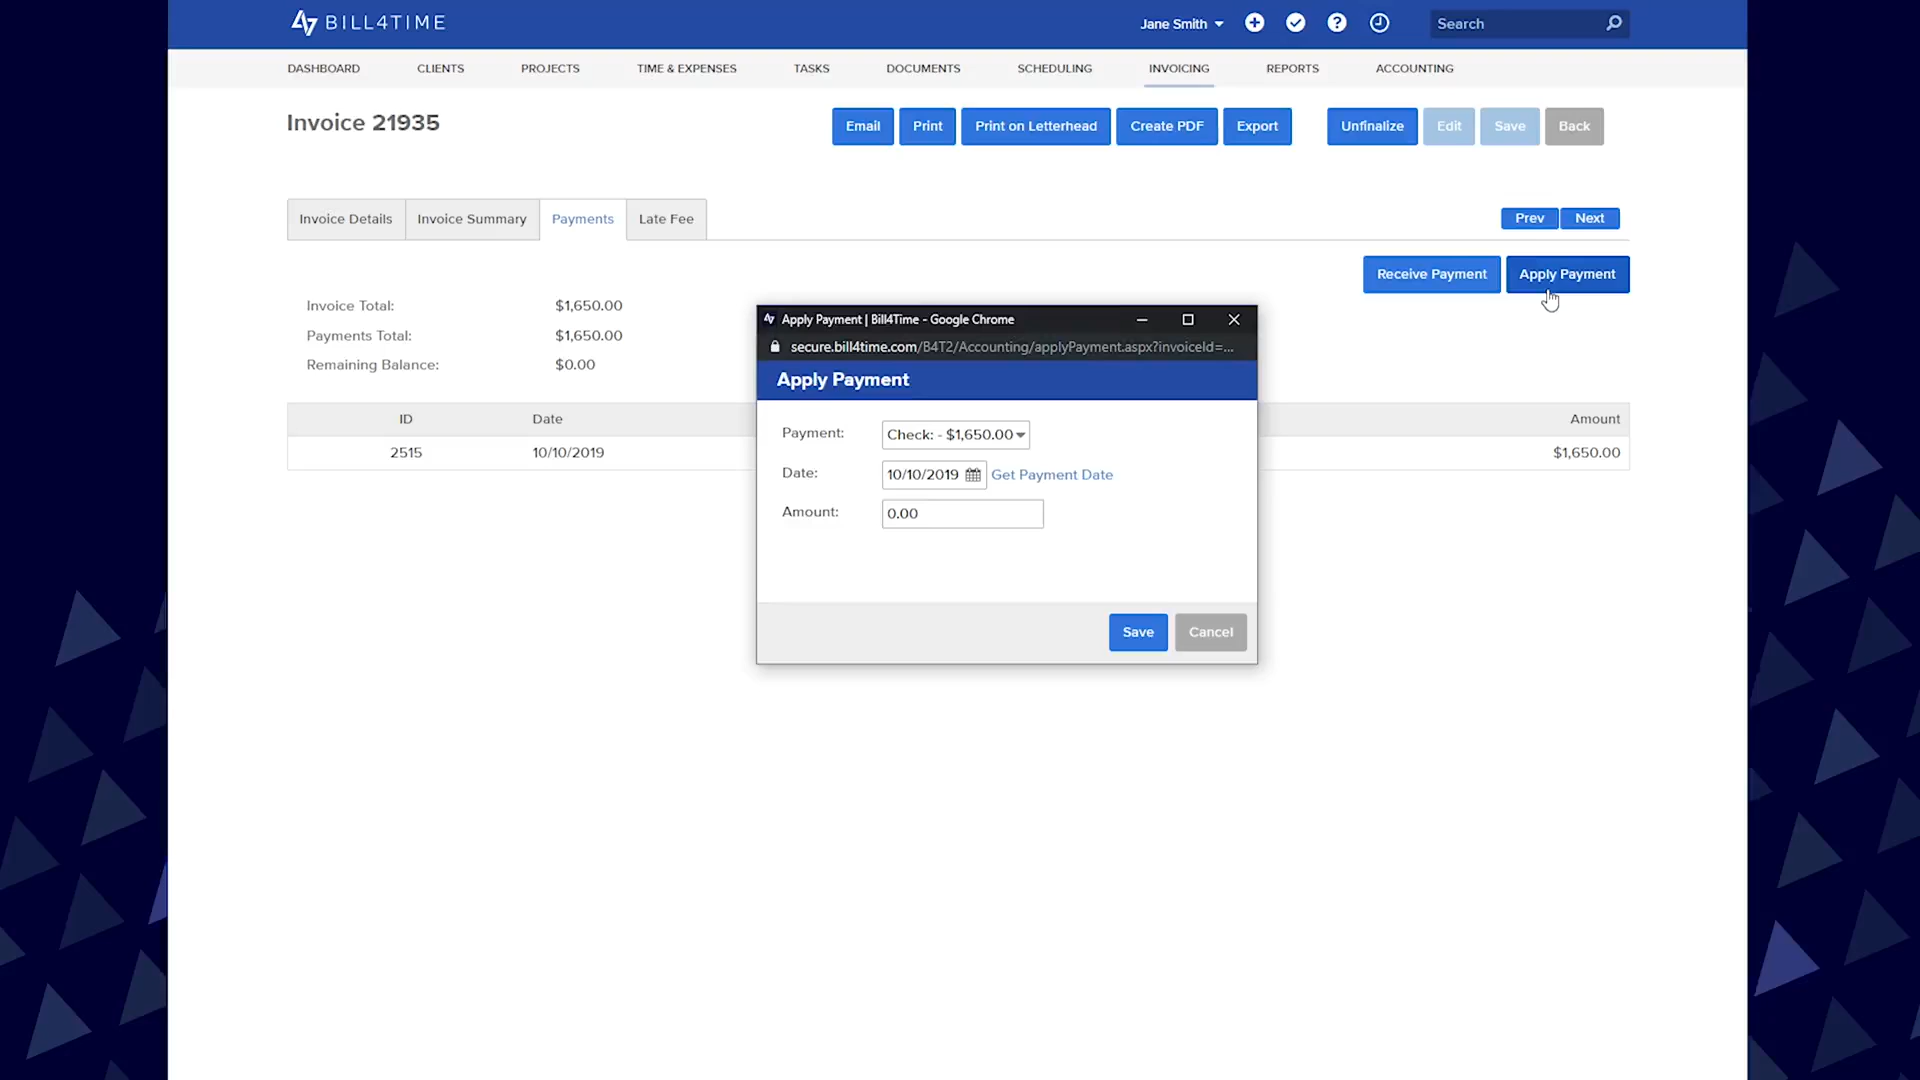 BILL4TIME
Jane Smith
Search
DASHBOARD CLIENTS PROJECTS TIME & EXPENSES TASKS DOCUMENTS SCHEDULING INVOICING REPORTS ACCOUNTING
Invoice 21935
Email Print Print on Letterhead Create PDF Export Unfinalize Edit Save Back
Invoice Details Invoice Summary Payments Late Fee
Prev Next
Receive Payment Apply Payment
Invoice Total: $1,650.00
Payments Total: $1,650.00
Remaining Balance: $0.00
ID Date Amount
2515 10/10/2019 $1,650.00
Apply Payment | Bill4Time - Google Chrome
secure.bill4time.com/B4T2/Accounting/applyPayment.aspx?invoiceId=...
Apply Payment
Payment: Check: - $1,650.00
Date: 10/10/2019 Get Payment Date
Amount: 0.00
Save Cancel